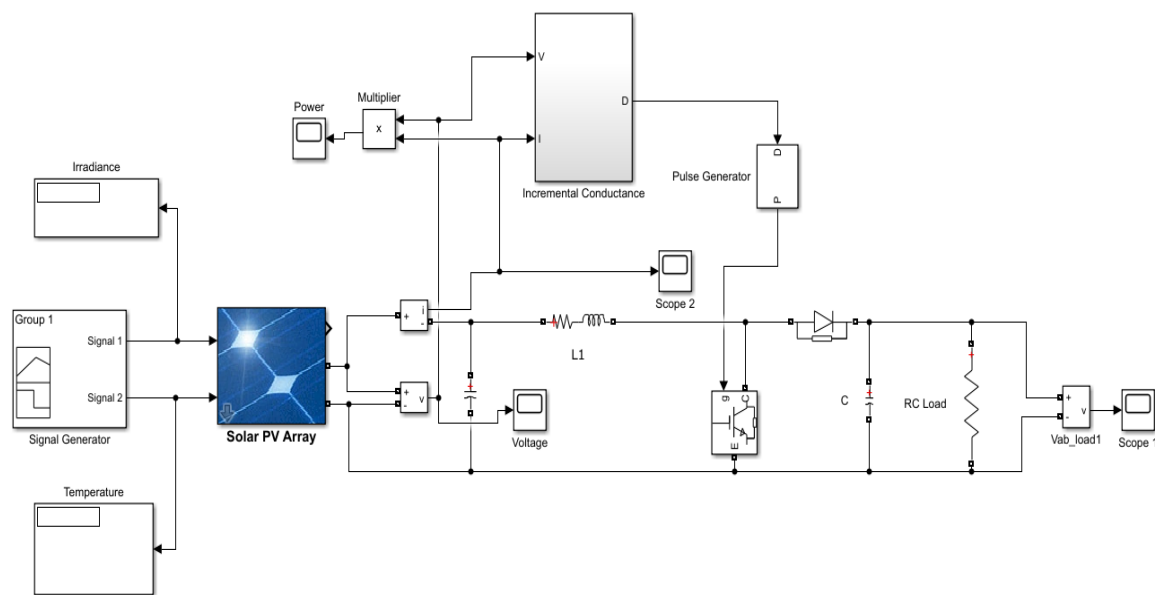 V
Multiplier
Power
x
D
I
Incremental Conductance
D
Pulse Generator
P
Irradiance
Scope 2
Group 1
Signal 1
Signal 2
Signal Generator
i
+
-
L1
+
-
v
Solar PV Array
Voltage
g
C
E
C
RC Load
+
-
v
Vab_load1
Scope 1
Temperature